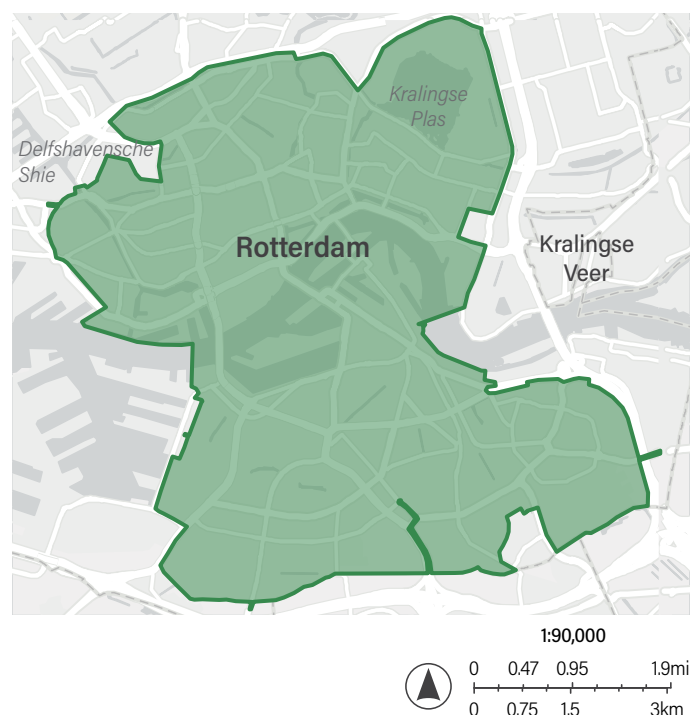 Kralingse
Plas
Delfshavensche
Shie
Rotterdam
Kralingse
Veer
1:90,000
0 0.47 0.95 1.9mi
0 0.75 1.5 3km